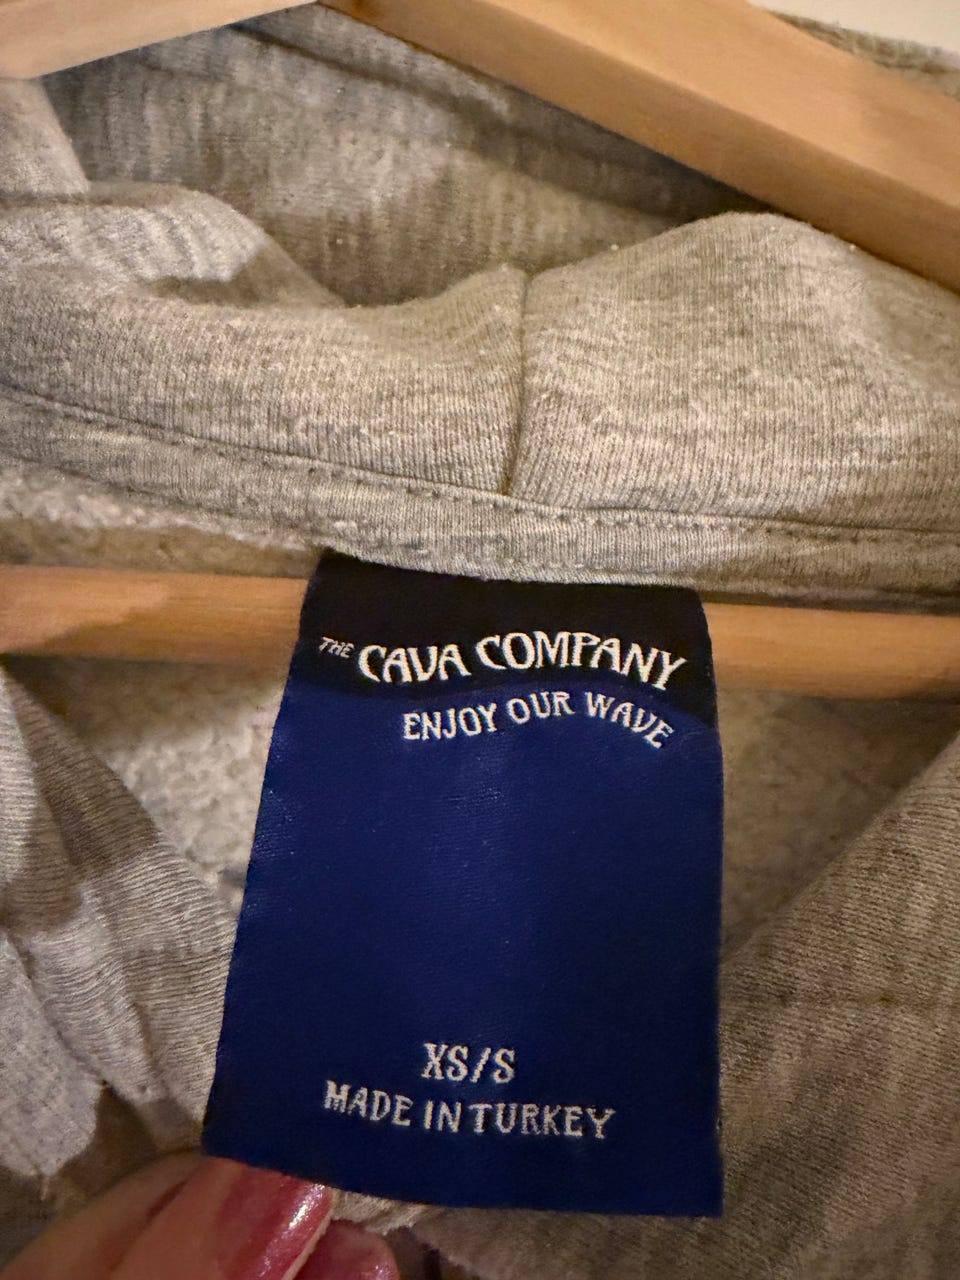 THE CAVA COMPANY
ENJOY OUR WAVE
XS/S
MADE IN TURKEY